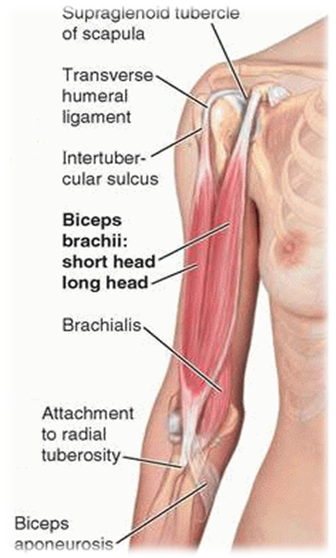 Supraglenoid tubercle
of scapula
Transverse
humeral
ligament
Intertuber-
cular sulcus
Biceps
brachii:
short head
long head
Brachialis
Attachment
to radial
tuberosity
Biceps
aponeurosis